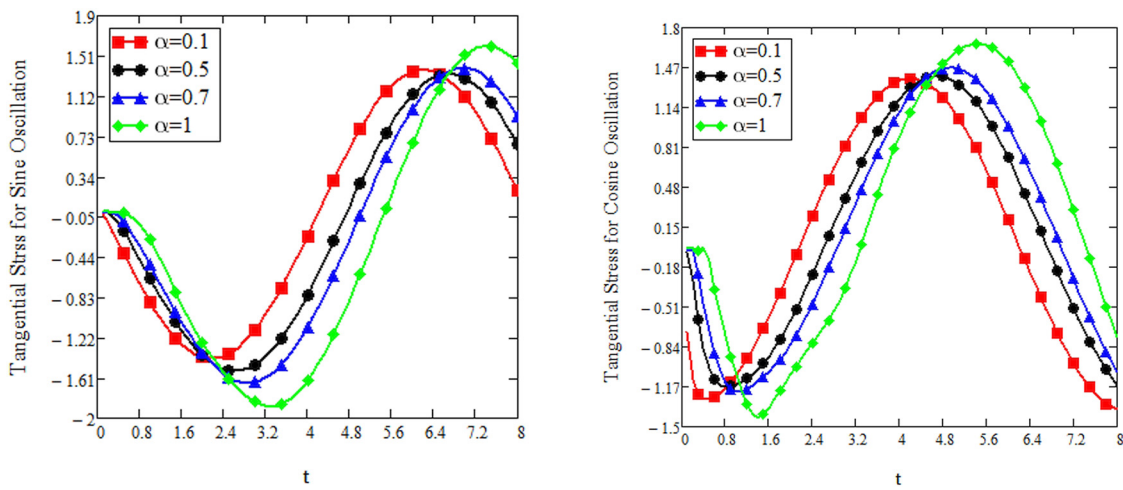 Tangential Strss for Sine Oscillation
1.9
1.51
1.12
0.73
0.34
−0.05
−0.44
−0.83
−1.22
−1.61
−2
α=0.1
α=0.5
α=0.7
α=1
0 0.8 1.6 2.4 3.2 4 4.8 5.6 6.4 7.2 8
t
Tangential Stress for Cosine Oscillation
1.8
1.47
1.14
0.81
0.48
0.15
−0.18
−0.51
−0.84
−1.17
−1.5
α=0.1
α=0.5
α=0.7
α=1
0 0.8 1.6 2.4 3.2 4 4.8 5.6 6.4 7.2 8
t